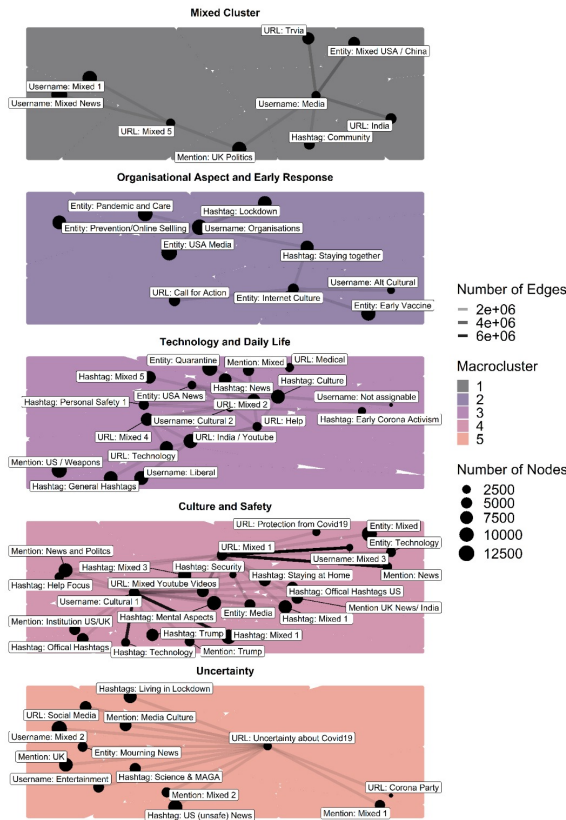 Mixed Cluster
URL: Trvia
Entity: Mixed USA / China
Username: Mixed 1
Username: Mixed News
Username: Media
URL: India
URL: Mixed 5
Hashtag: Community
Mention: UK Politics
Organisational Aspect and Early Response
Entity: Pandemic and Care
Hashtag: Lockdown
Entity: Prevention/Online Sellling
Username: Organisations
Entity: USA Media
Hashtag: Staying together
Username: Alt Cultural
URL: Call for Action
Entity: Internet Culture
Entity: Early Vaccine
Technology and Daily Life
Entity: Quarantine
Mention: Mixed
URL: Medical
Hashtag: Mixed 5
Hashtag: News
Hashtag: Culture
Entity: USA News
Username: Not assignable
Hashtag: Personal Safety 1
URL: Mixed 2
Username: Cultural 2
URL: Help
Hashtag: Early Corona Activism
URL: Mixed 4
URL: India / Youtube
URL: Technology
Mention: US / Weapons
Username: Liberal
Hashtag: General Hashtags
Culture and Safety
URL: Protection from Covid19
Entity: Mixed
Entity: Technology
Mention: News and Politcs
URL: Mixed 1
Username: Mixed 3
Hashtag: Mixed 3
Hashtag: Security
Mention: News
Hashtag: Help Focus
URL: Mixed Youtube Videos
Hashtag: Staying at Home
Hashtag: Offical Hashtags US
Username: Cultural 1
Mention UK News/ India
Hashtag: Mental Aspects
Entity: Media
Hashtag: Mixed 1
Mention: Institution US/UK
Hashtag: Trump
Hashtag: Mixed 1
Hashtag: Offical Hashtags
Hashtag: Technology
Mention: Trump
Uncertainty
Hashtags: Living in Lockdown
URL: Social Media
Mention: Media Culture
Username: Mixed 2
URL: Uncertainty about Covid19
Entity: Mourning News
Mention: UK
Hashtag: Science & MAGA
Username: Entertainment
URL: Corona Party
Mention: Mixed 2
Hashtag: US (unsafe) News
Mention: Mixed 1
Number of Edges
2e+06
4e+06
6e+06
Macrocluster
1
2
3
4
5
Number of Nodes
2500
5000
7500
10000
12500